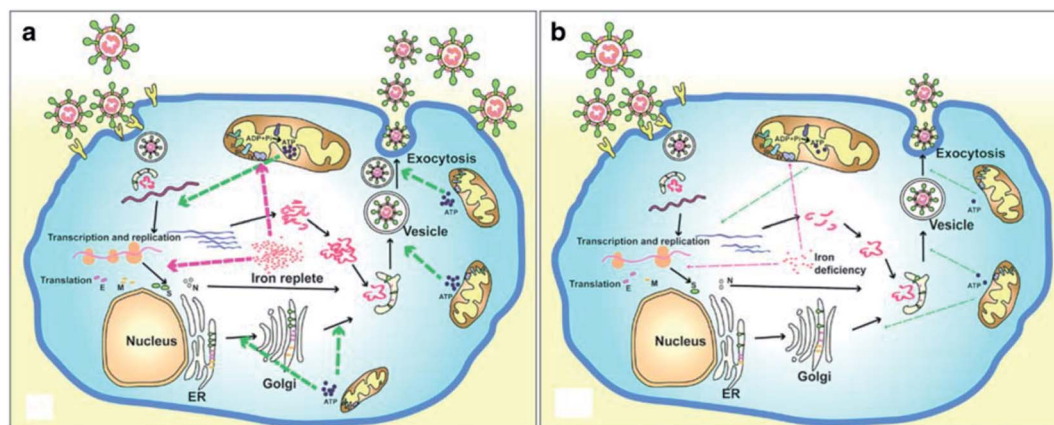 a
ADP+Pi
ATP
Exocytosis
ATP
Vesicle
Transcription and replication
Iron replete
Translation
E
M
S
N
ATP
Nucleus
Golgi
ER
ATP
b
ADP+Pi
ATP
Exocytosis
ATP
Vesicle
Transcription and replication
Iron
deficiency
Translation
E
M
S
N
ATP
Nucleus
Golgi
ER